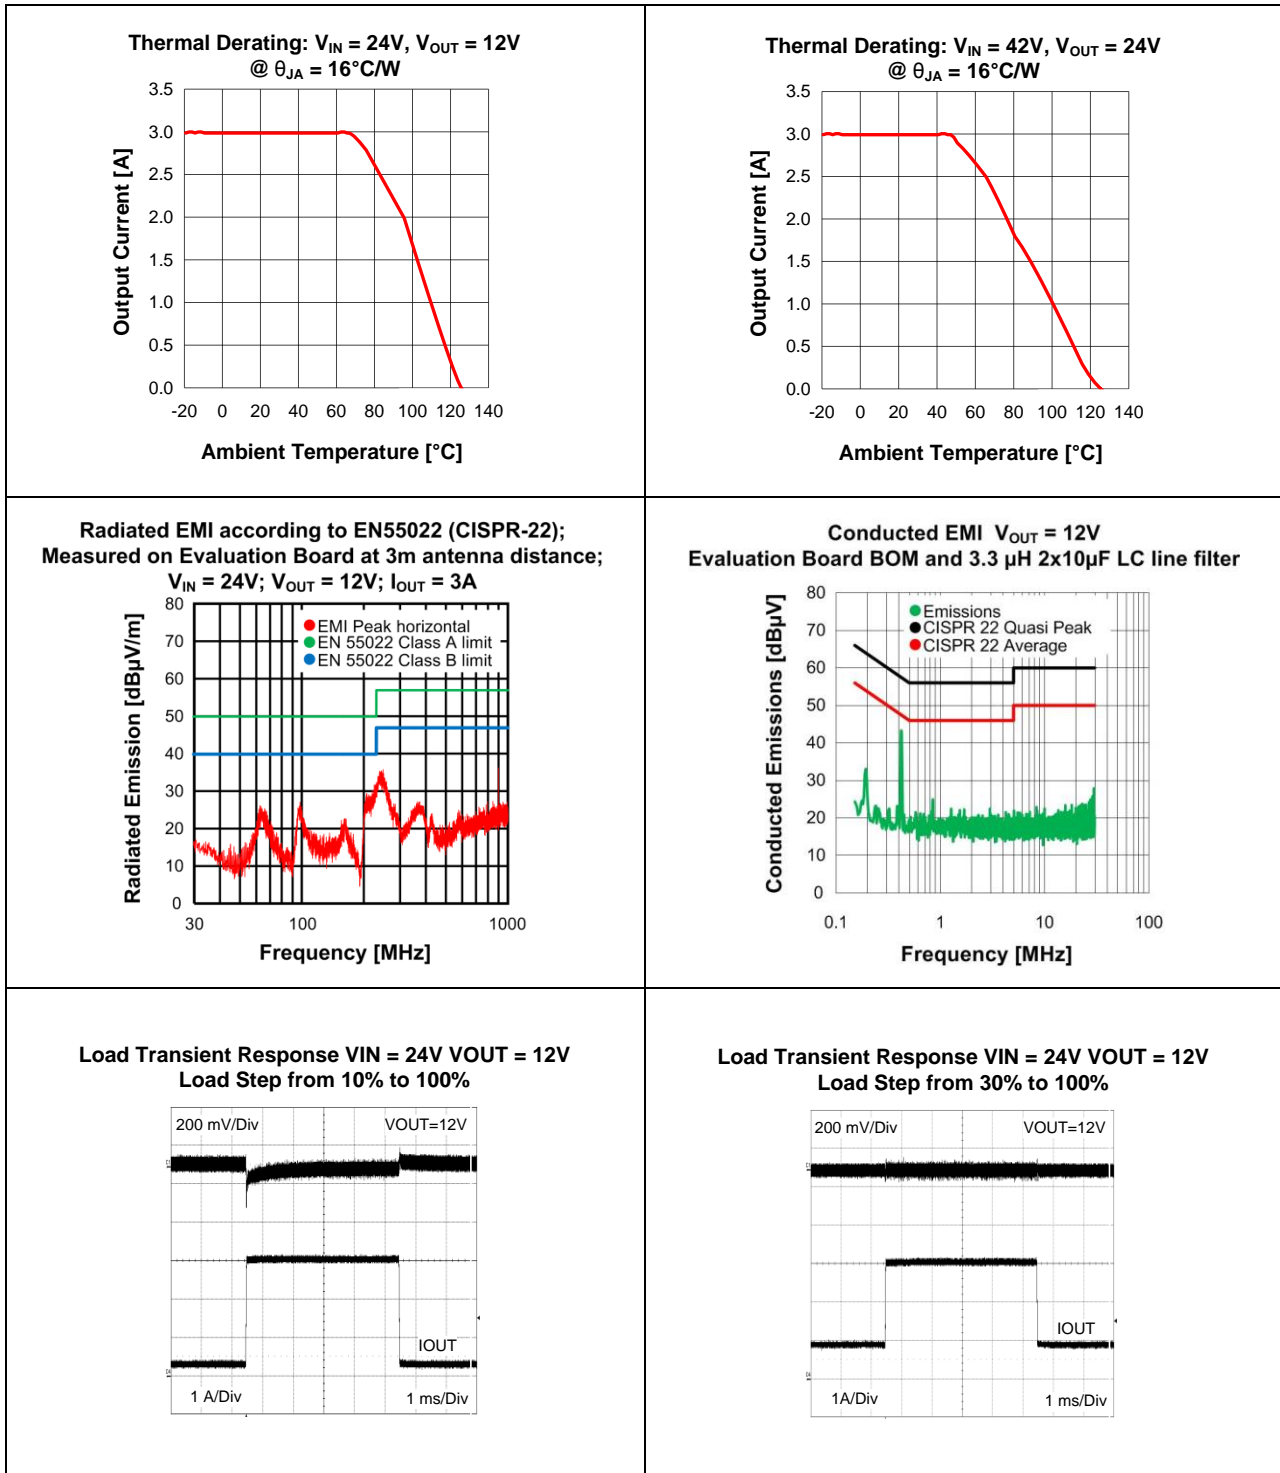 Thermal Derating: VIN = 24V, VOUT = 12V
@ θJA = 16°C/W
3.5
3.0
2.5
2.0
1.5
1.0
0.5
0.0
Output Current [A]
-20 0 20 40 60 80 100 120 140
Ambient Temperature [°C]
Thermal Derating: VIN = 42V, VOUT = 24V
@ θJA = 16°C/W
3.5
3.0
2.5
2.0
1.5
1.0
0.5
0.0
Output Current [A]
-20 0 20 40 60 80 100 120 140
Ambient Temperature [°C]
Radiated EMI according to EN55022 (CISPR-22);
Measured on Evaluation Board at 3m antenna distance;
VIN = 24V; VOUT = 12V; IOUT = 3A
80
70
60
50
40
30
20
10
0
Radiated Emission [dBµV/m]
EMI Peak horizontal
EN 55022 Class A limit
EN 55022 Class B limit
30 100 1000
Frequency [MHz]
Conducted EMI VOUT = 12V
Evaluation Board BOM and 3.3 µH 2x10µF LC line filter
80
70
60
50
40
30
20
10
0
Conducted Emissions [dBµV]
Emissions
CISPR 22 Quasi Peak
CISPR 22 Average
0.1 1 10 100
Frequency [MHz]
Load Transient Response VIN = 24V VOUT = 12V
Load Step from 10% to 100%
200 mV/Div VOUT=12V
IOUT
1 A/Div 1 ms/Div
Load Transient Response VIN = 24V VOUT = 12V
Load Step from 30% to 100%
200 mV/Div VOUT=12V
IOUT
1A/Div 1 ms/Div